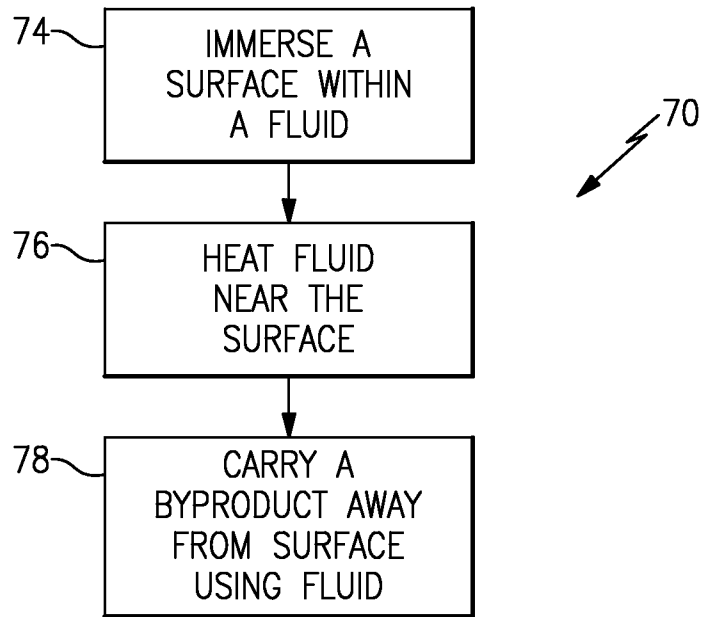 74
IMMERSE A
SURFACE WITHIN
A FLUID
70
76
HEAT FLUID
NEAR THE
SURFACE
78
CARRY A
BYPRODUCT AWAY
FROM SURFACE
USING FLUID